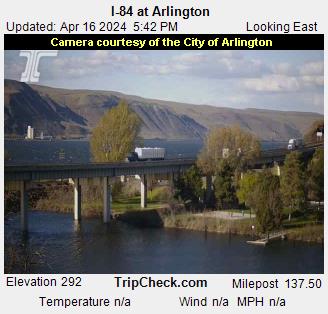 I-84 at Arlington
Updated: Apr 16 2024 5:42 PM Looking East
Camera courtesy of the City of Arlington
Elevation 292 TripCheck.com Milepost 137.50
Temperature n/a Wind n/a MPH n/a